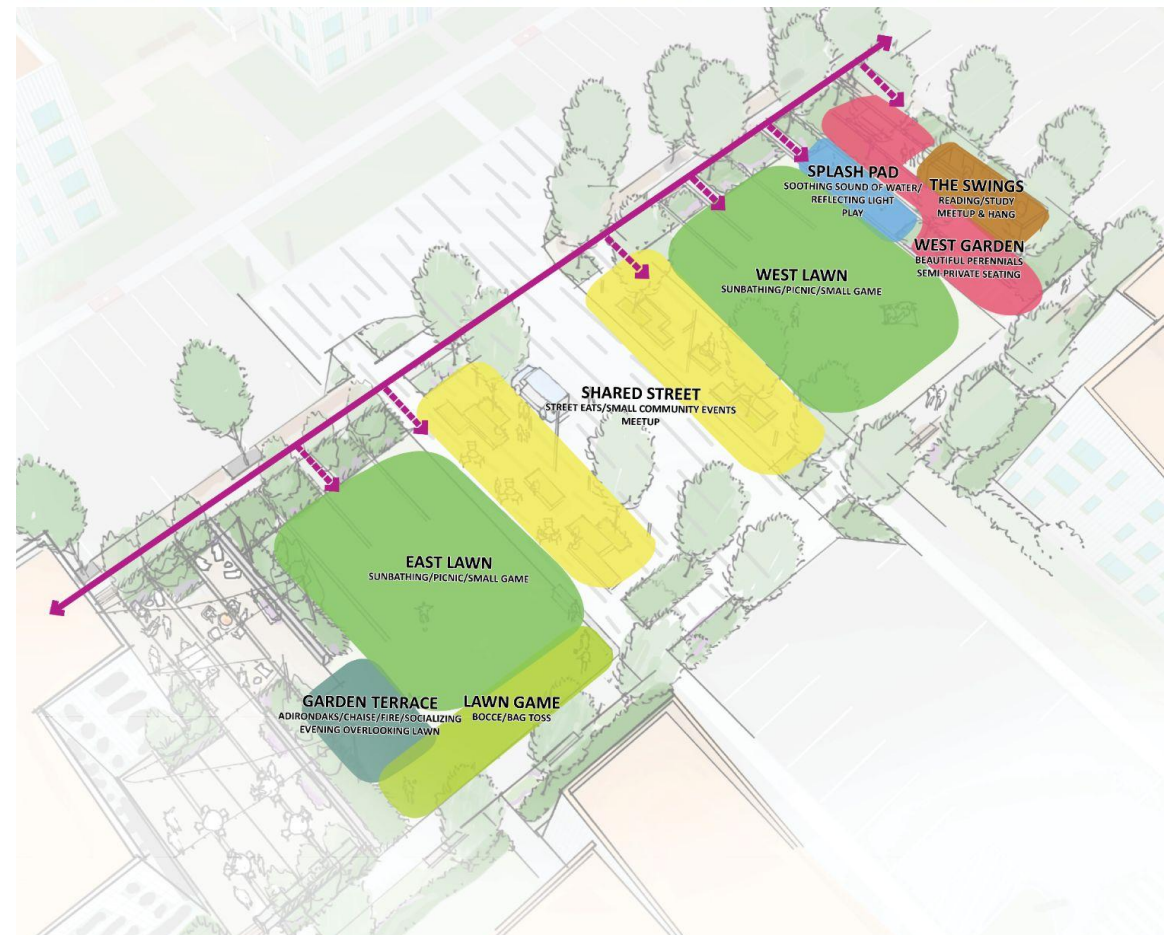 SPLASH PAD
SOOTHING SOUND OF WATER/
REFLECTING LIGHT
PLAY
THE SWINGS
READING/STUDY
MEETUP & HANG
WEST GARDEN
BEAUTIFUL PERENNIALS
SEMI-PRIVATE SEATING
WEST LAWN
SUNBATHING/PICNIC/SMALL GAME
SHARED STREET
STREET EATS/SMALL COMMUNITY EVENTS
MEETUP
EAST LAWN
SUNBATHING/PICNIC/SMALL GAME
GARDEN TERRACE
ADIRONDAKS/CHAISE/FIRE/SOCIALIZING
EVENING OVERLOOKING LAWN
LAWN GAME
BOCCE/BAG TOSS